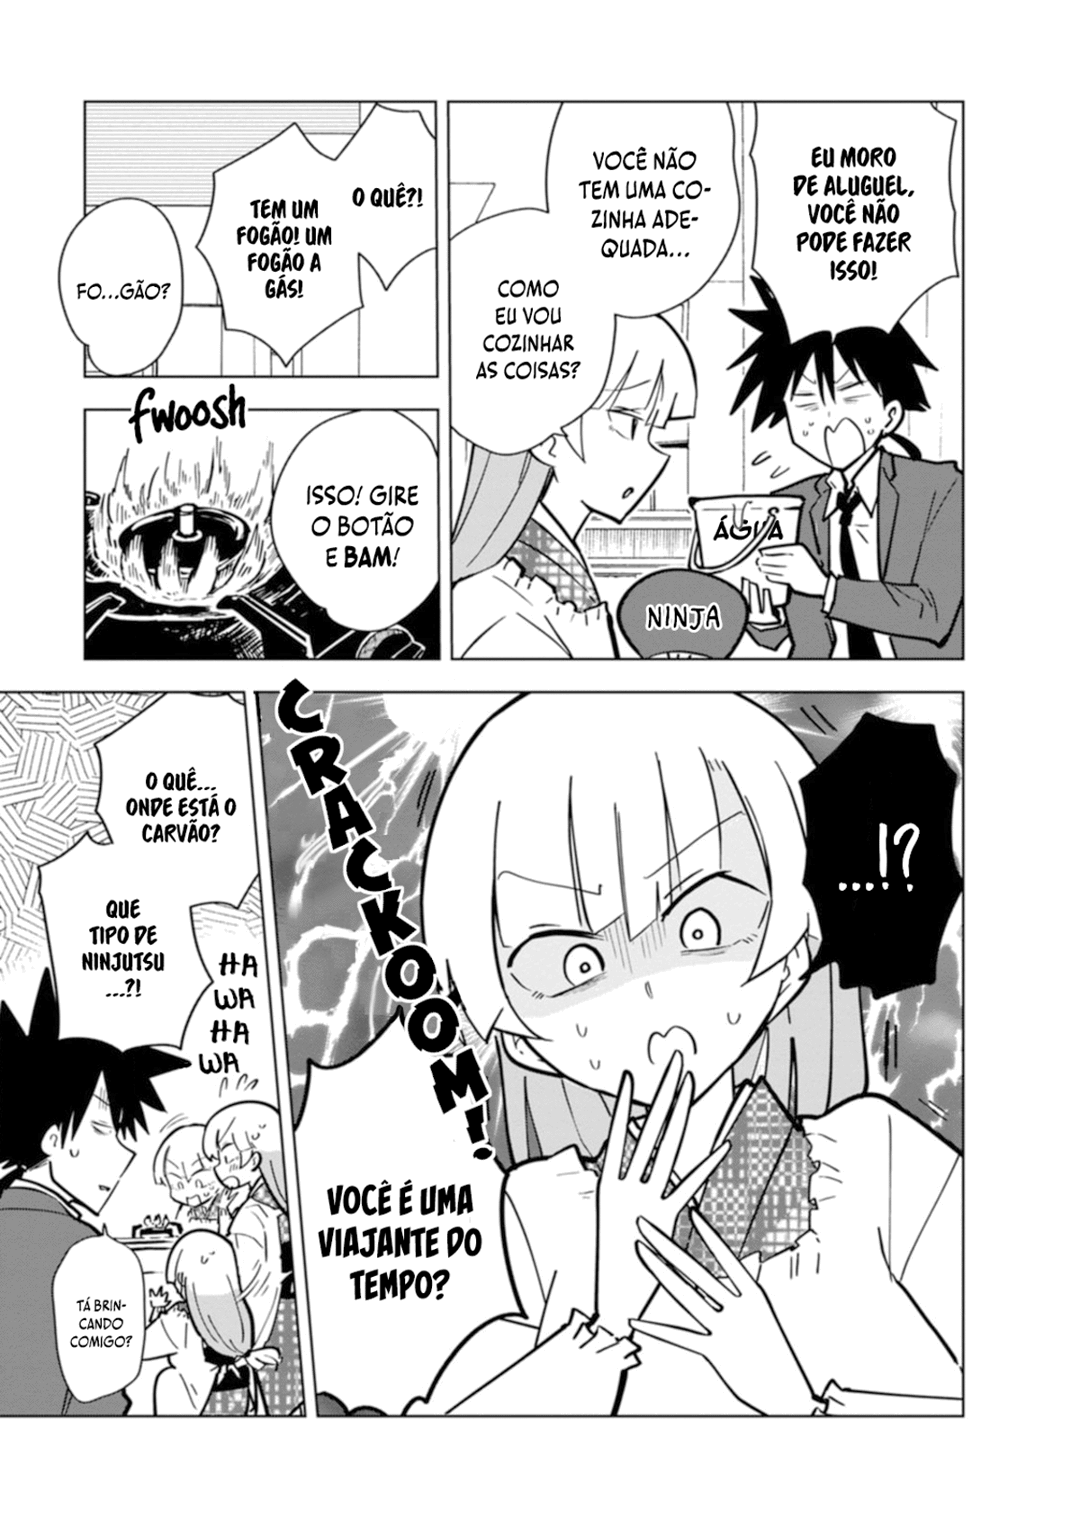 EU MORO
DE ALUGUEL,
VOCÊ NÃO
PODE FAZER
ISSO!
VOCÊ NÃO
TEM UMA CO-
ZINHA ADE-
QUADA...
COMO
EU VOU
COZINHAR
AS COISAS?
ÁGUA
NINJA
O QUÊ?!
TEM UM
FOGÃO! UM
FOGÃO A
GÁS!
FO...GÃO?
ISSO! GIRE
O BOTÃO
E BAM!
fwoosh
....!?
CRACKOOM!
VOCÊ É UMA
VIAJANTE DO
TEMPO?
O QUÊ...
ONDE ESTÁ O
CARVÃO?
QUE
TIPO DE
NINJUTSU
...?!
HA
WA
HA
WA
TÁ BRIN-
CANDO
COMIGO?